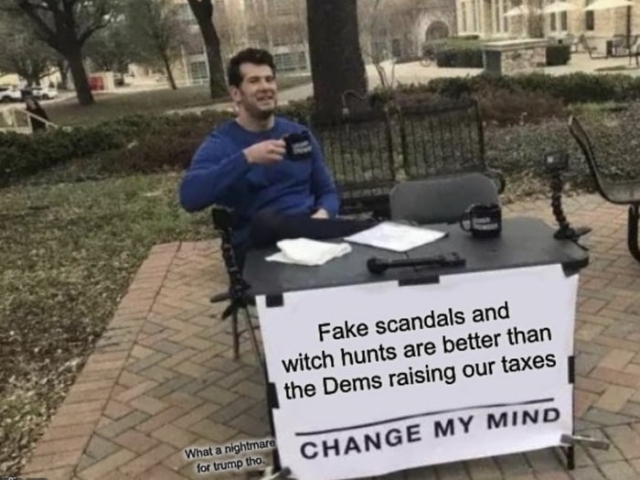 Fake scandals and
witch hunts are better than
the Dems raising our taxes
CHANGE MY MIND
What a nightmare
for trump tho.